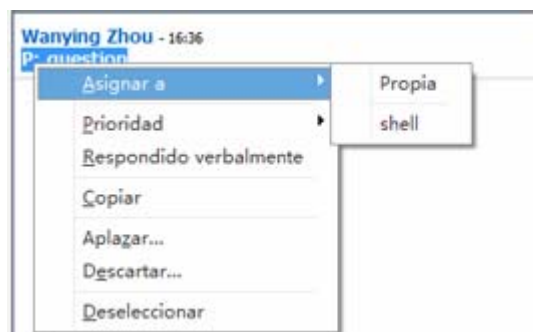 Wanying Zhou - 16:36
P: question
Asignar a
Propia
Prioridad
shell
Respondido verbalmente
Copiar
Aplazar...
Descartar...
Deseleccionar